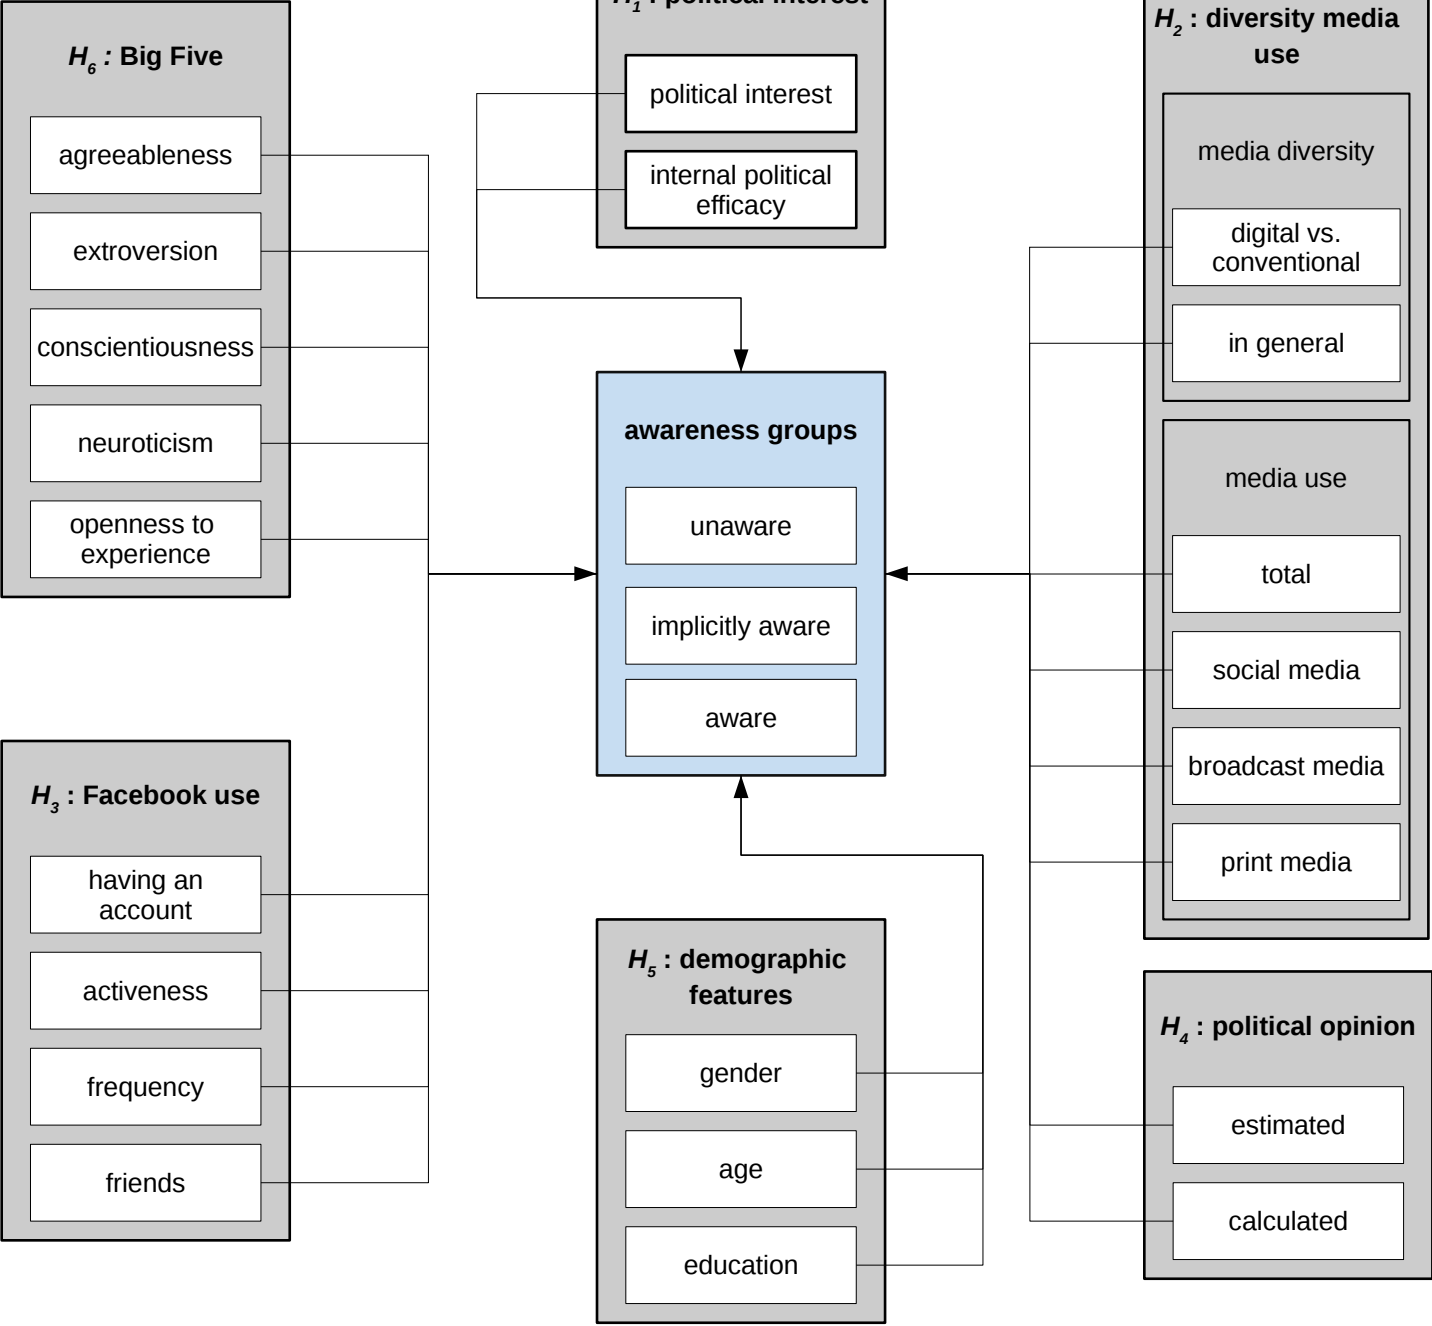 H6 : Big Five
agreeableness
extroversion
conscientiousness
neuroticism
openness to
experience
H3 : Facebook use
having an
account
activeness
frequency
friends
H1 : political interest
political interest
internal political
efficacy
awareness groups
unaware
implicitly aware
aware
H5 : demographic
features
gender
age
education
H2 : diversity media
use
media diversity
digital vs.
conventional
in general
media use
total
social media
broadcast media
print media
H4 : political opinion
estimated
calculated